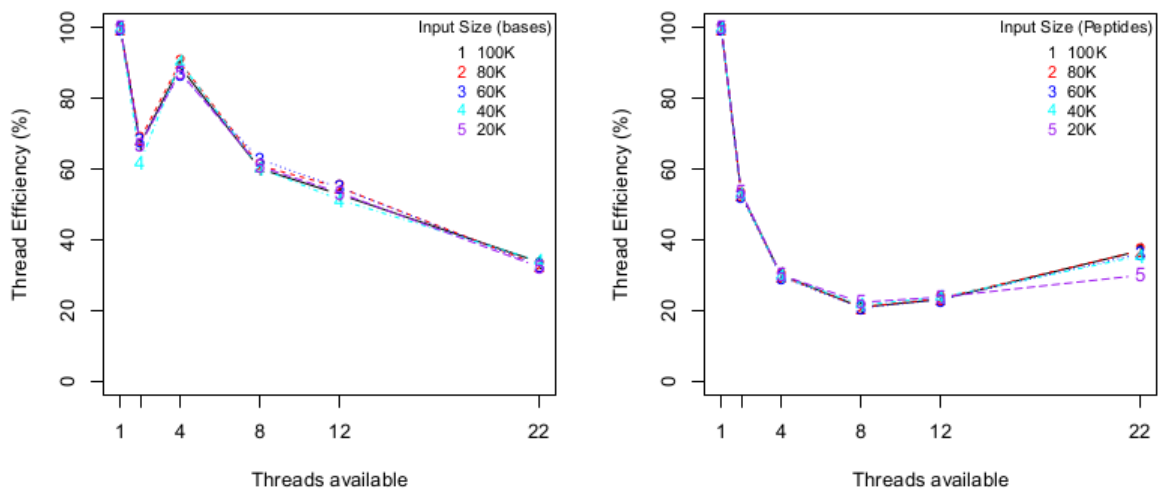 Input Size (bases)
1 100K
2 80K
3 60K
4 40K
5 20K
Thread Efficiency (%)
100
80
60
40
20
0
1 4 8 12 22
Threads available
Input Size (Peptides)
1 100K
2 80K
3 60K
4 40K
5 20K
Thread Efficiency (%)
100
80
60
40
20
0
1 4 8 12 22
Threads available